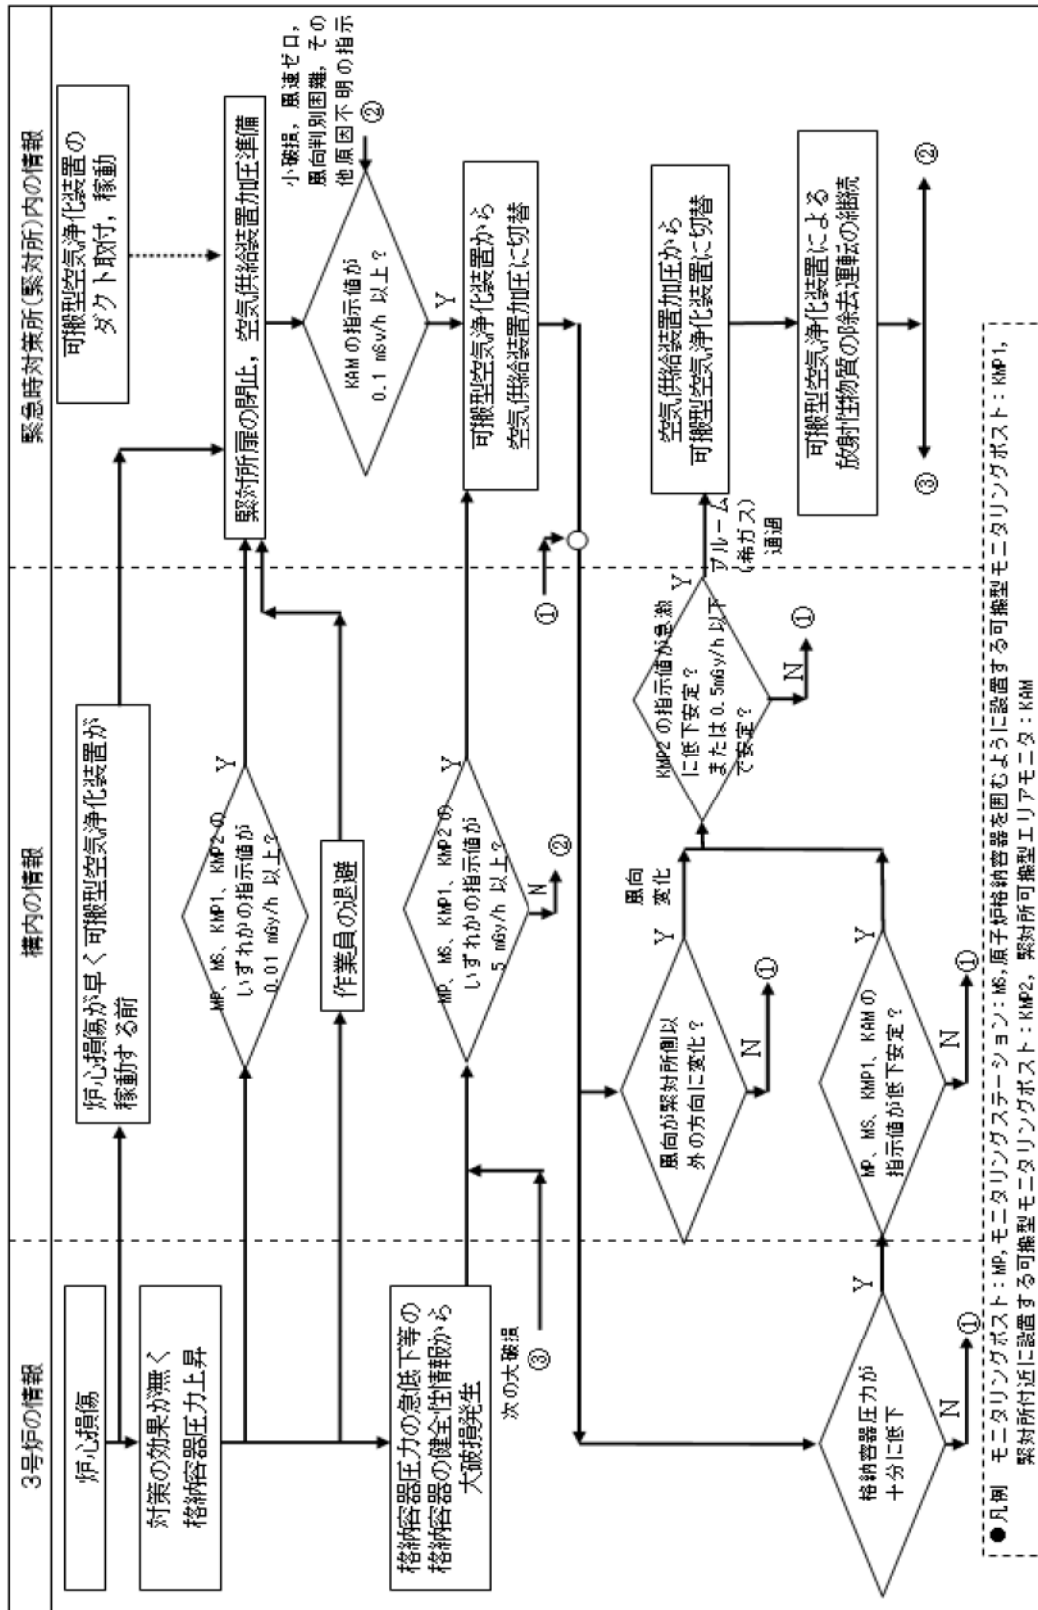 3号炉の情報
構内の情報
緊急時対策所(緊対所)内の情報
炉心損傷
対策の効果が無く
格納容器圧力上昇
炉心損傷が早く可搬型空気浄化装置が
稼動する前
可搬型空気浄化装置の
ダクト取付，稼動
MP、MS、KMP1、KMP2の
いずれかの指示値が
0.01 mGy/h 以上？
Y
作業員の退避
緊対所扉の閉止，空気供給装置加圧準備
KAMの指示値が
0.1 mSv/h 以上？
Y
小破損，風速ゼロ，
風向判別困難，その
他原因不明の指示
②
格納容器圧力の急低下等の
格納容器の健全性情報から
大破損発生
次の大破損
③
MP、MS、KMP1、KMP2の
いずれかの指示値が
5 mGy/h 以上？
Y
N
②
可搬型空気浄化装置から
空気供給装置加圧に切替
①
風向が緊対所側以
外の方向に変化？
Y
N
①
風向
変化
格納容器圧力が
十分に低下
Y
N
①
MP、MS、KMP1、KAMの
指示値が低下安定？
Y
N
①
KMP2の指示値が急激
に低下安定？
または0.5mGy/h以下
で安定？
Y
N
①
プルーム
（希ガス）
通過
空気供給装置加圧から
可搬型空気浄化装置に切替
可搬型空気浄化装置による
放射性物質の除去運転の継続
③
②
●凡例　モニタリングポスト：MP,モニタリングステーション：MS,原子炉格納容器を囲むように設置する可搬型モニタリングポスト：KMP1,
緊対所付近に設置する可搬型モニタリングポスト：KMP2, 緊対所可搬型エリアモニタ：KAM